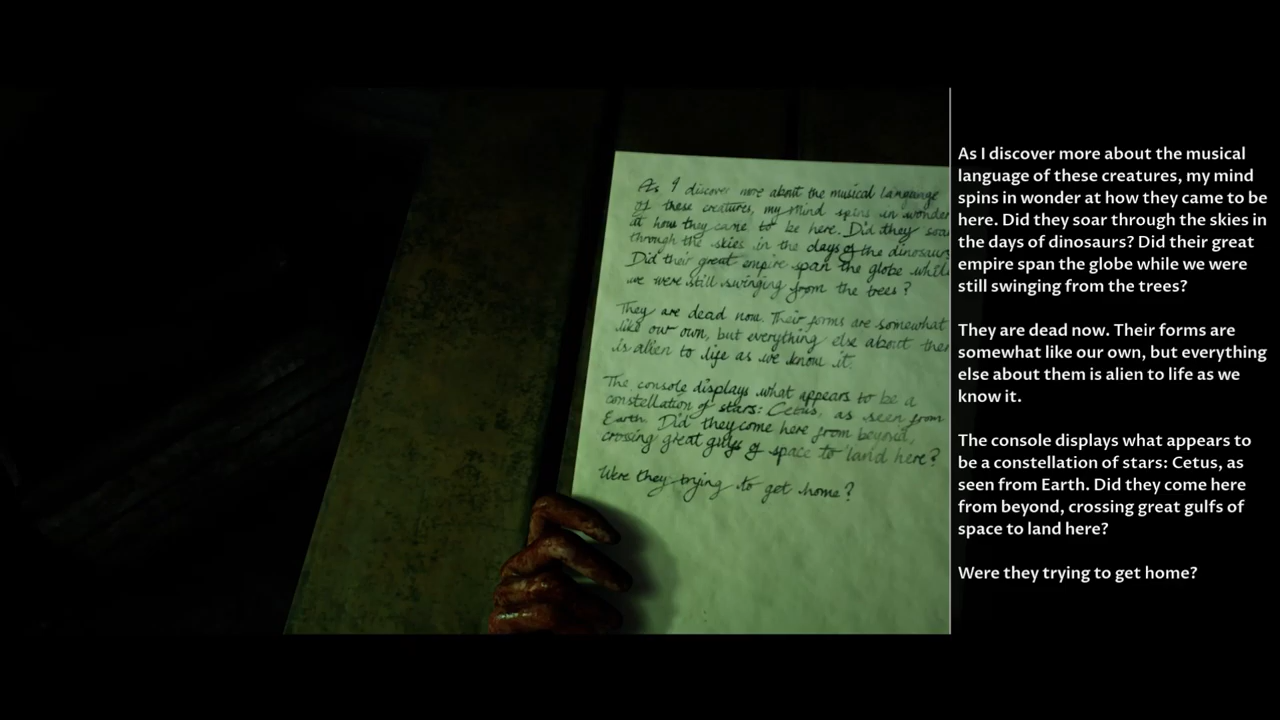 As I discover more about the musical language
of these creatures, my mind spins in wonder
at how they came to be here. Did they soa
through the skies in the days of the dinosaurs
Did their great empire span the globe whil
we were still swinging from the trees?
They are dead now. Their forms are somewhat
like our own, but everything else about the
is alien to life as we know it.
The console displays what appears to be a
constellation of stars: Cetus, as seen from
Earth. Did they come here from beyond,
crossing great gulfs of space to land here?
Were they trying to get home?
As I discover more about the musical
language of these creatures, my mind
spins in wonder at how they came to be
here. Did they soar through the skies in
the days of dinosaurs? Did their great
empire span the globe while we were
still swinging from the trees?
They are dead now. Their forms are
somewhat like our own, but everything
else about them is alien to life as we
know it.
The console displays what appears to
be a constellation of stars: Cetus, as
seen from Earth. Did they come here
from beyond, crossing great gulfs of
space to land here?
Were they trying to get home?